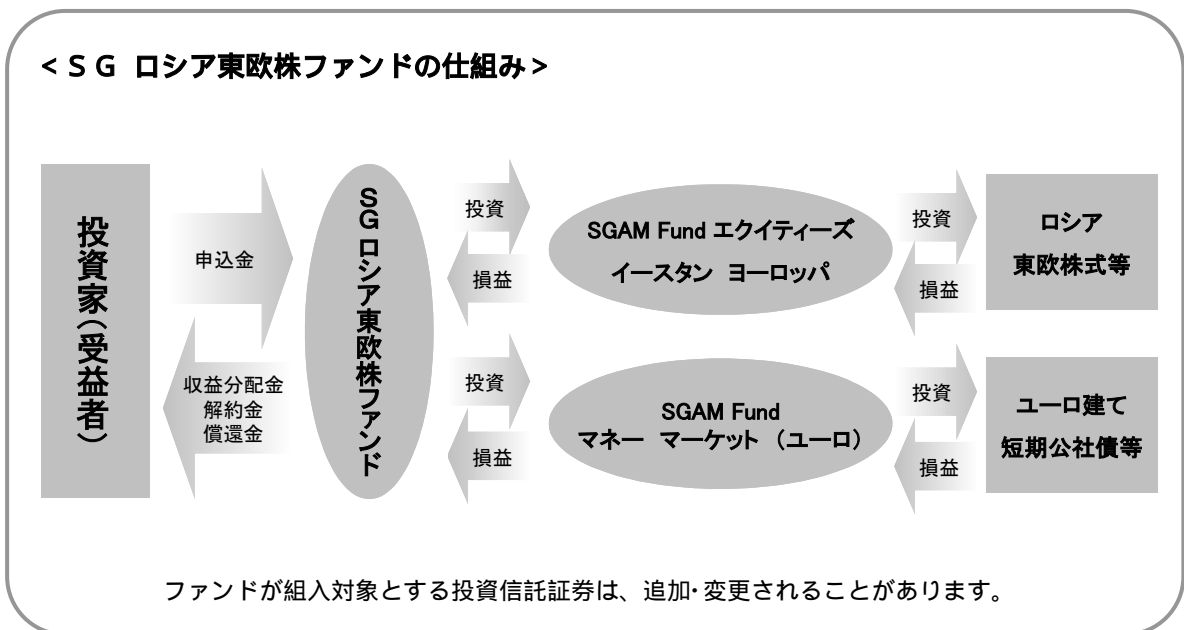 <ＳＧ ロシア東欧株ファンドの仕組み>
投資家（受益者）
申込金
収益分配金
解約金
償還金
SG ロシア東欧株ファンド
投資
損益
投資
損益
SGAM Fund エクイティーズ
イースタン ヨーロッパ
SGAM Fund
マネー マーケット （ユーロ）
投資
損益
投資
損益
ロシア
東欧株式等
ユーロ建て
短期公社債等
ファンドが組入対象とする投資信託証券は、追加･変更されることがあります。